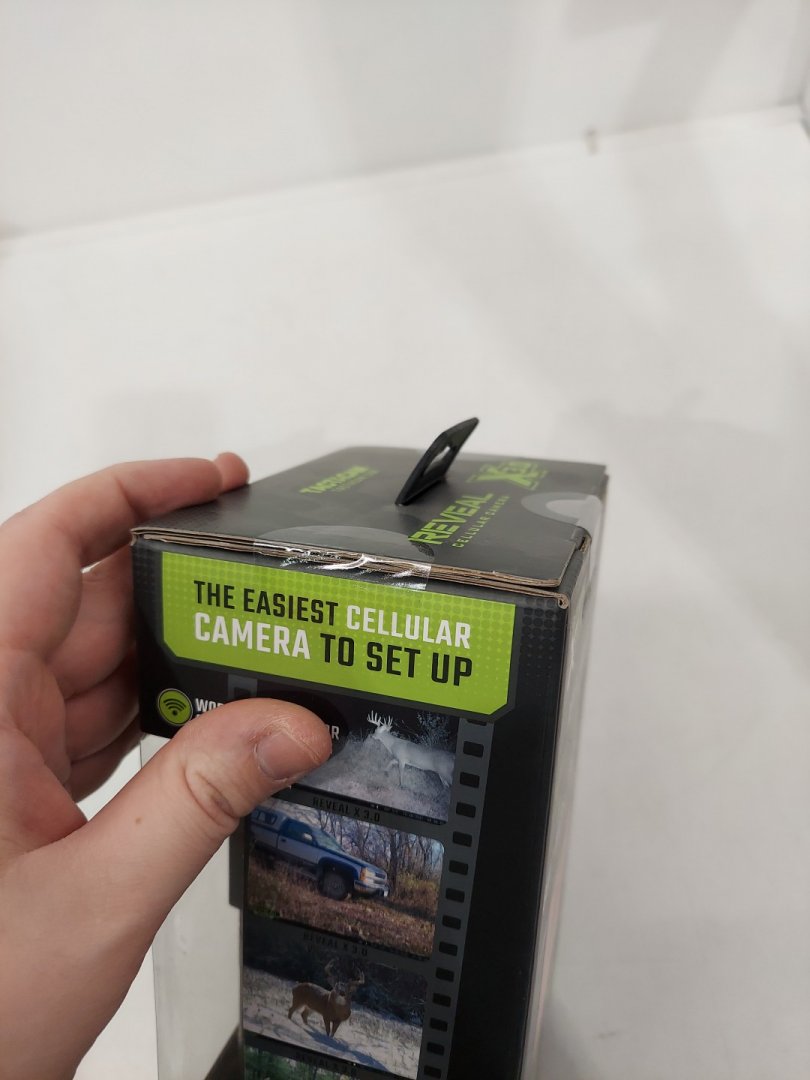 TACTACAM
REVEAL
CELLULAR CAMERA
THE EASIEST CELLULAR
CAMERA TO SET UP
REVEAL X 3.0
REVEAL X 3.0